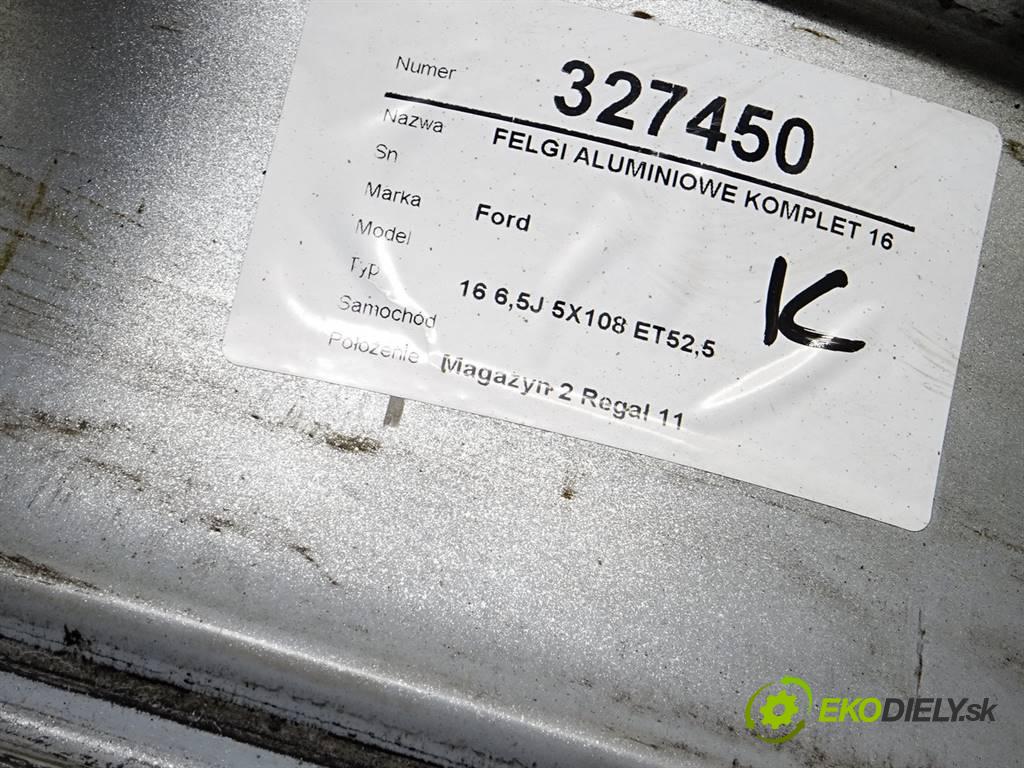 Numer 327450
Nazwa FELGI ALUMINIOWE KOMPLET 16
Sn
Marka Ford
Model
Typ 16 6,5J 5X108 ET52,5
Samochód
Położenie Magazyn 2 Regał 11
K
EKODIELY.sk